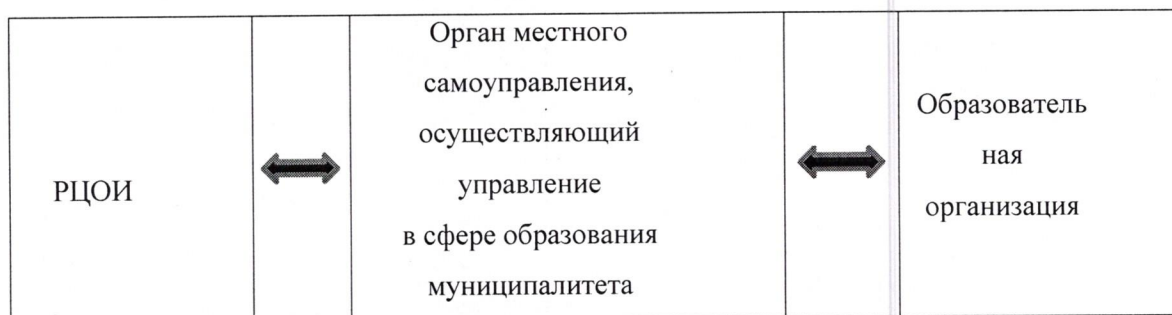 РЦОИ
Орган местного
самоуправления,
осуществляющий
управление
в сфере образования
муниципалитета
Образователь
ная
организация